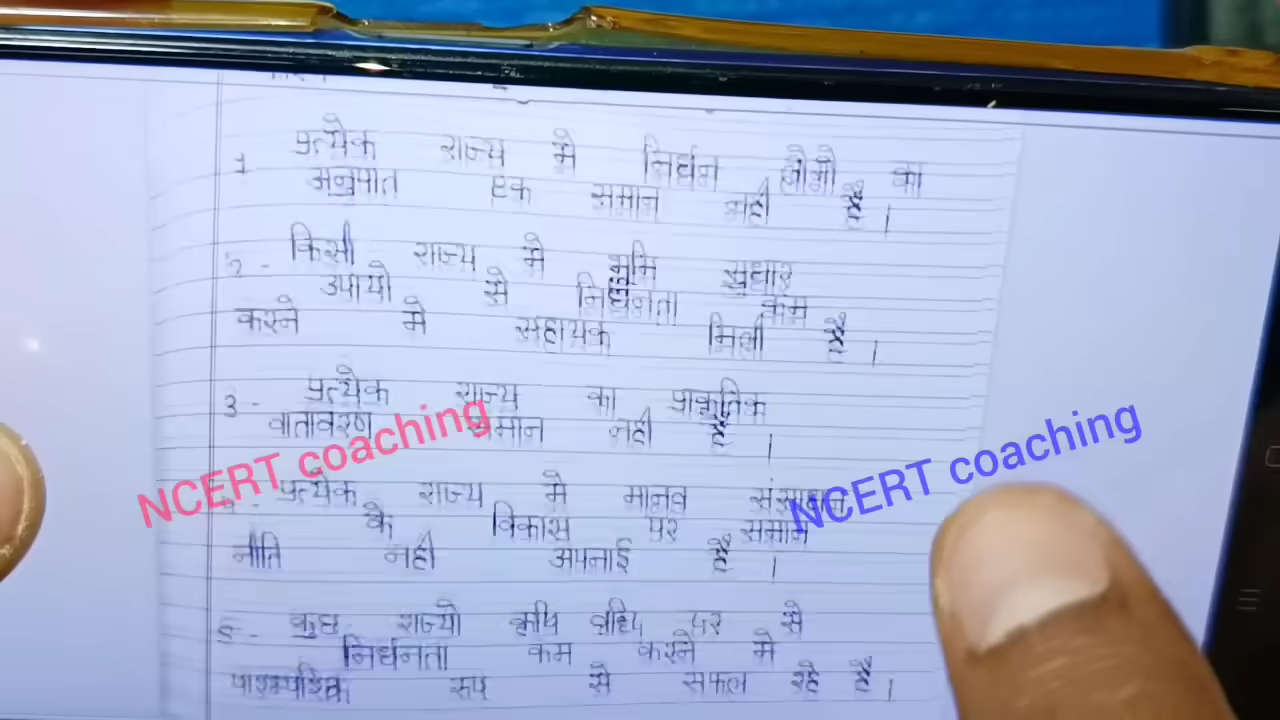 1. प्रत्येक राज्य मे निर्धन लोगो का
अनुपात एक समान नही है ।
2 - किसी राज्य मे भूमि सुधार
उपायो से निर्धनता कम
करने मे सहायक मिली है ।
3 - प्रत्येक राज्य का प्राकृतिक
वातावरण समान नही है ।
प्रत्येक राज्य मे मानव संसाधन
के विकास पर समान
नीति नही अपनाई है ।
5 - कुछ राज्यो वृद्धि दर से
निर्धनता कम करने मे
पारम्परिक रूप से सफल रहे है ।
NCERT coaching
NCERT coaching